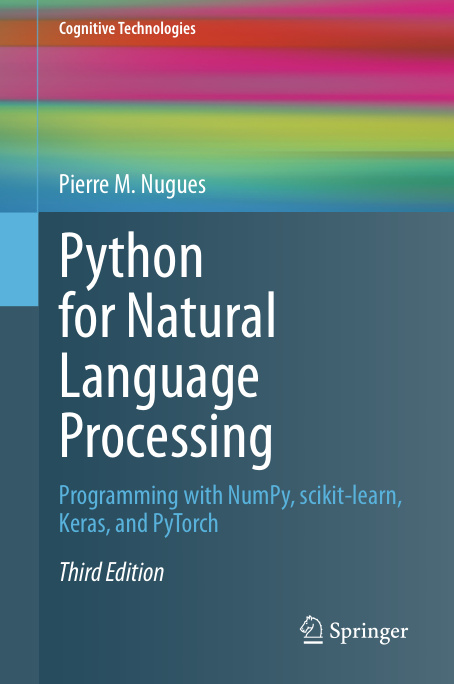 Cognitive Technologies
Pierre M. Nugues
Python
for Natural
Language
Processing
Programming with NumPy, scikit-learn,
Keras, and PyTorch
Third Edition
Springer